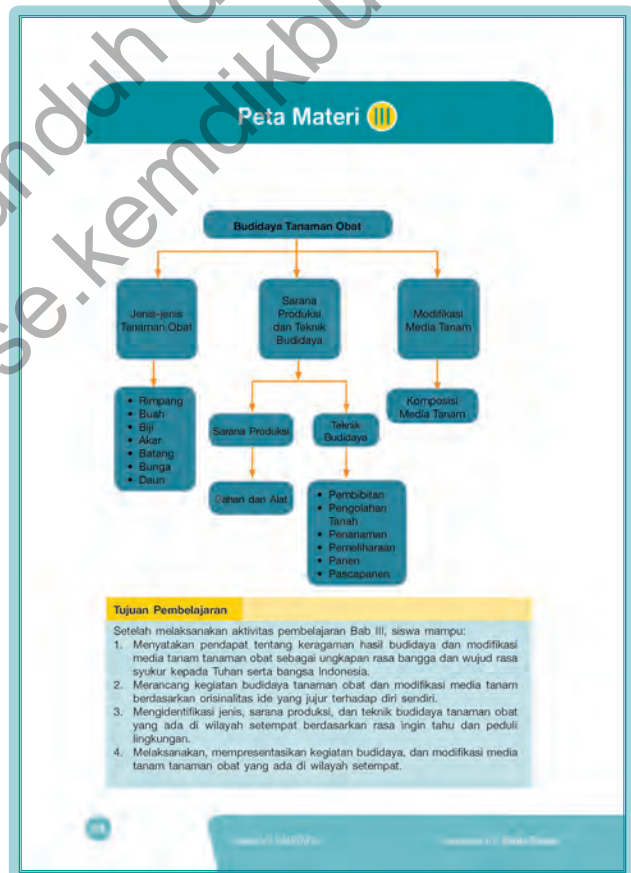 Peta Materi III
Budidaya Tanaman Obat
Jenis-jenis
Tanaman Obat
Sarana
Produksi
dan Teknik
Budidaya
Modifikasi
Media Tanam
• Rimpang
• Buah
• Biji
• Akar
• Batang
• Bunga
• Daun
Sarana Produksi
Teknik
Budidaya
Komposisi
Media Tanam
Bahan dan Alat
• Pembibitan
• Pengolahan
Tanah
• Penanaman
• Pemeliharaan
• Panen
• Pascapanen
Tujuan Pembelajaran
Setelah melaksanakan aktivitas pembelajaran Bab III, siswa mampu:
1. Menyatakan pendapat tentang keragaman hasil budidaya dan modifikasi
media tanam tanaman obat sebagai ungkapan rasa bangga dan wujud rasa
syukur kepada Tuhan serta bangsa Indonesia.
2. Merancang kegiatan budidaya tanaman obat dan modifikasi media tanam
berdasarkan orisinalitas ide yang jujur terhadap diri sendiri.
3. Mengidentifikasi jenis, sarana produksi, dan teknik budidaya tanaman obat
yang ada di wilayah setempat berdasarkan rasa ingin tahu dan peduli
lingkungan.
4. Melaksanakan, mempresentasikan kegiatan budidaya, dan modifikasi media
tanam tanaman obat yang ada di wilayah setempat.